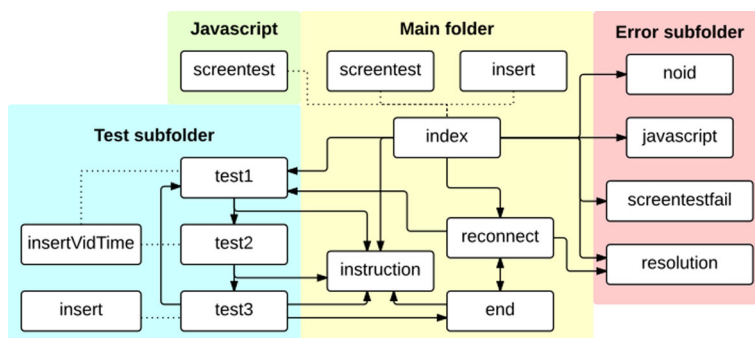 Javascript
Main folder
Error subfolder
screentest
screentest
insert
noid
Test subfolder
index
javascript
test1
screentestfail
insertVidTime
test2
reconnect
instruction
resolution
insert
test3
end